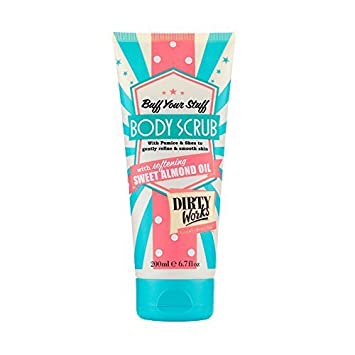 Buff Your Stuff
BODY SCRUB
With Pumice & Shea to
gently refine & smooth skin
with softening
SWEET ALMOND OIL
DIRTY
Works
200ml e 6.7fl.oz